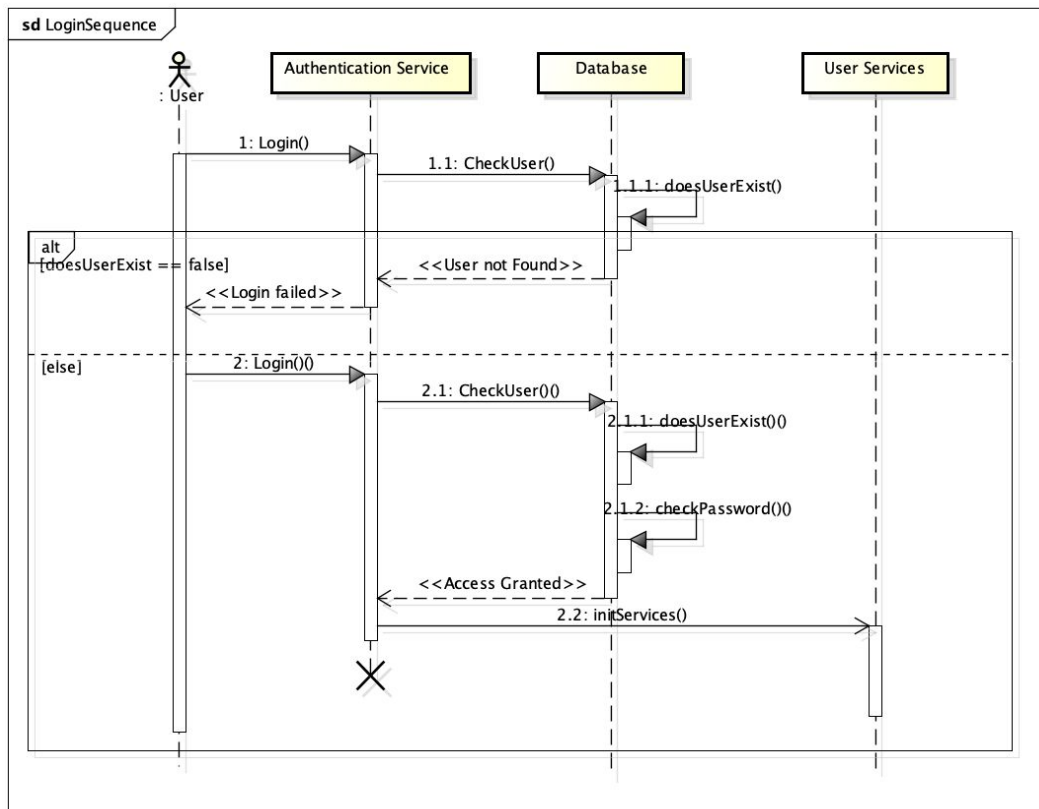 sd LoginSequence
: User
Authentication Service
Database
User Services
1: Login()
1.1: CheckUser()
1.1.1: doesUserExist()
alt
[doesUserExist == false]
<<User not Found>>
<<Login failed>>
[else]
2: Login()()
2.1: CheckUser()()
2.1.1: doesUserExist()()
2.1.2: checkPassword()()
<<Access Granted>>
2.2: initServices()